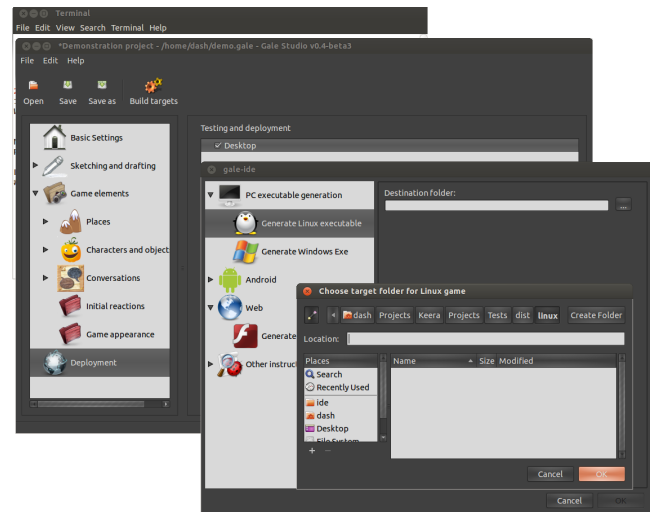 Terminal
File Edit View Search Terminal Help
*Demonstration project - /home/dash/demo.gale - Gale Studio v0.4-beta3
File Edit Help
Open Save Save as Build targets
Basic Settings
Sketching and drafting
Game elements
Places
Characters and object
Conversations
Initial reactions
Game appearance
Deployment
Testing and deployment
Desktop
gale-ide
PC executable generation
Generate Linux executable
Generate Windows Exe
Android
Web
Generate
Other instruc
Destination folder:
...
Choose target folder for Linux game
dash Projects Keera Projects Tests dist linux Create Folder
Location:
Places
Search
Recently Used
ide
dash
Desktop
File System
Name Size Modified
Cancel OK
Cancel OK